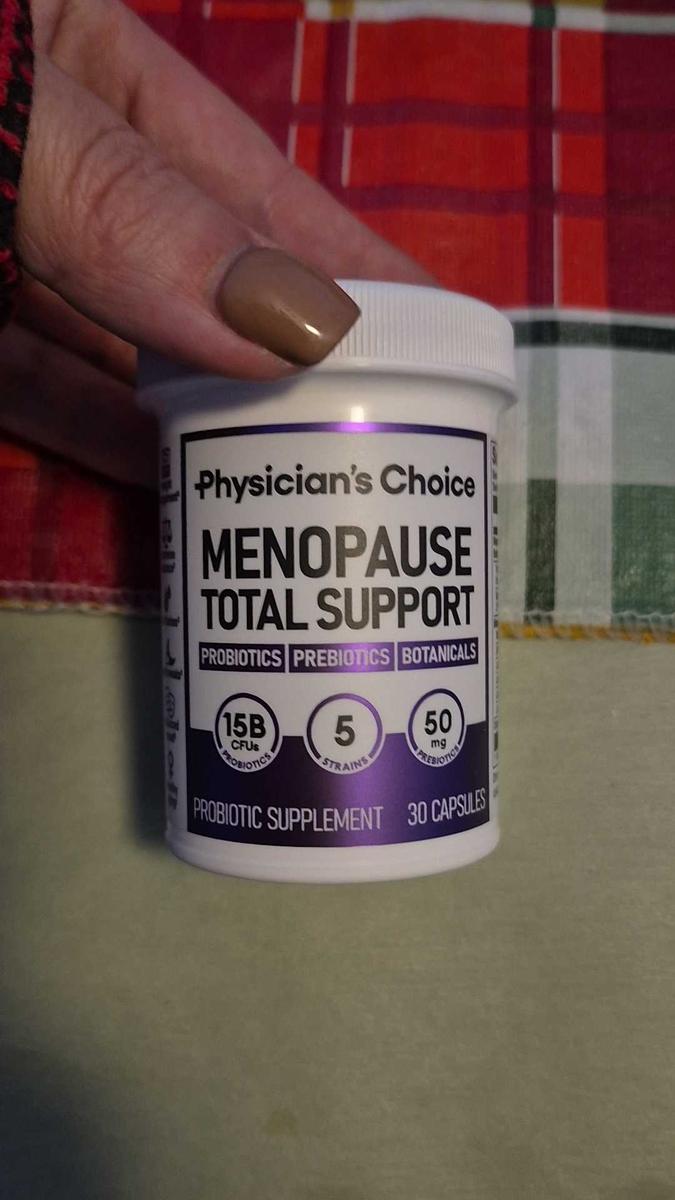 Physician's Choice
MENOPAUSE
TOTAL SUPPORT
PROBIOTICS PREBIOTICS BOTANICALS
15B
CFUs
PROBIOTICS
5
STRAINS
50
mg
PREBIOTICS
PROBIOTIC SUPPLEMENT 30 CAPSULES